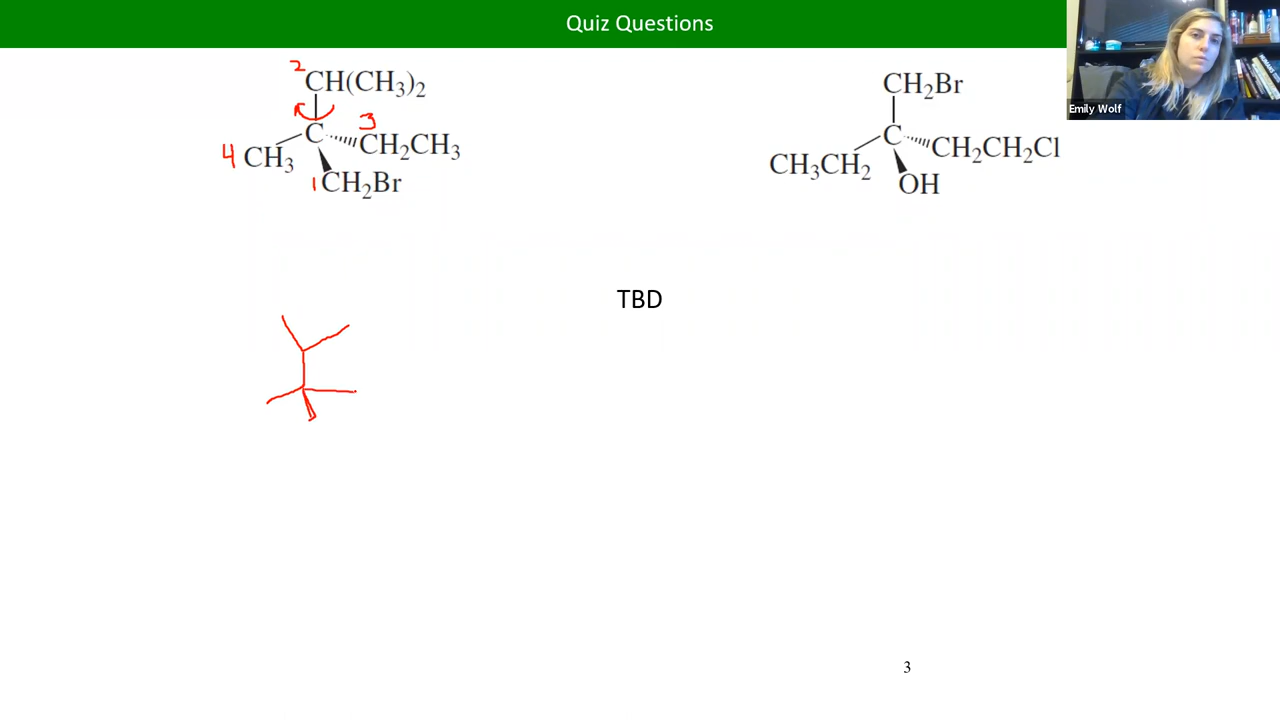 Quiz Questions
Emily Wolf
2
CH(CH₃)₂
C
3
CH₂CH₃
4 CH₃
1 CH₂Br
CH₂Br
C
CH₂CH₂Cl
CH₃CH₂
OH
TBD
3